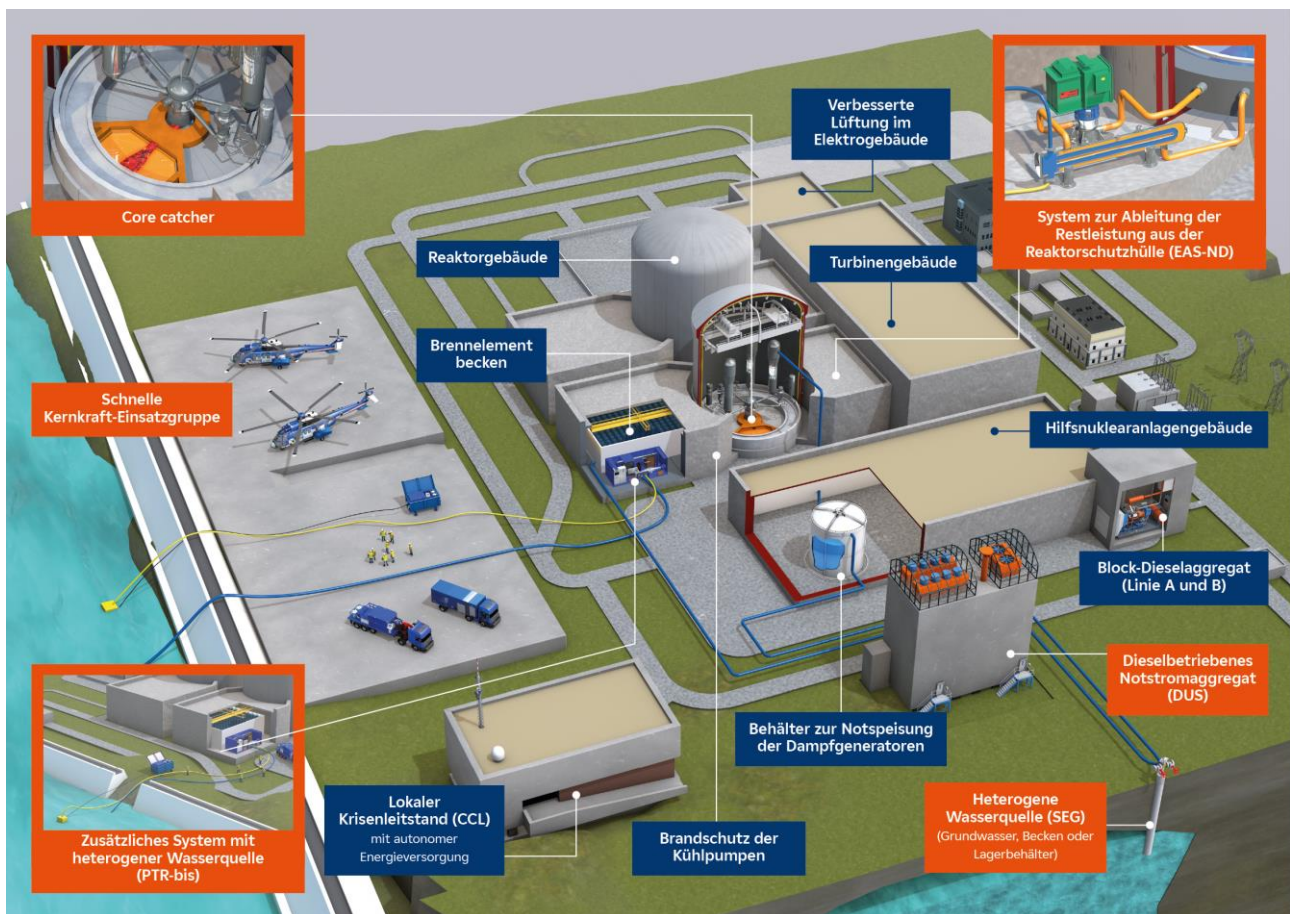 Core catcher
Verbesserte
Lüftung im
Elektrogebäude
System zur Ableitung der
Restleistung aus der
Reaktorschutzhülle (EAS-ND)
Reaktorgebäude
Turbinengebäude
Brennelement
becken
Schnelle
Kernkraft-Einsatzgruppe
Hilfsnuklearanlagengebäude
Block-Dieselaggregat
(Linie A und B)
Dieselbetriebenes
Notstromaggregat
(DUS)
Behälter zur Notspeisung
der Dampfgeneratoren
Zusätzliches System mit
heterogener Wasserquelle
(PTR-bis)
Lokaler
Krisenleitstand (CCL)
mit autonomer
Energieversorgung
Brandschutz der
Kühlpumpen
Heterogene
Wasserquelle (SEG)
(Grundwasser, Becken oder
Lagerbehälter)